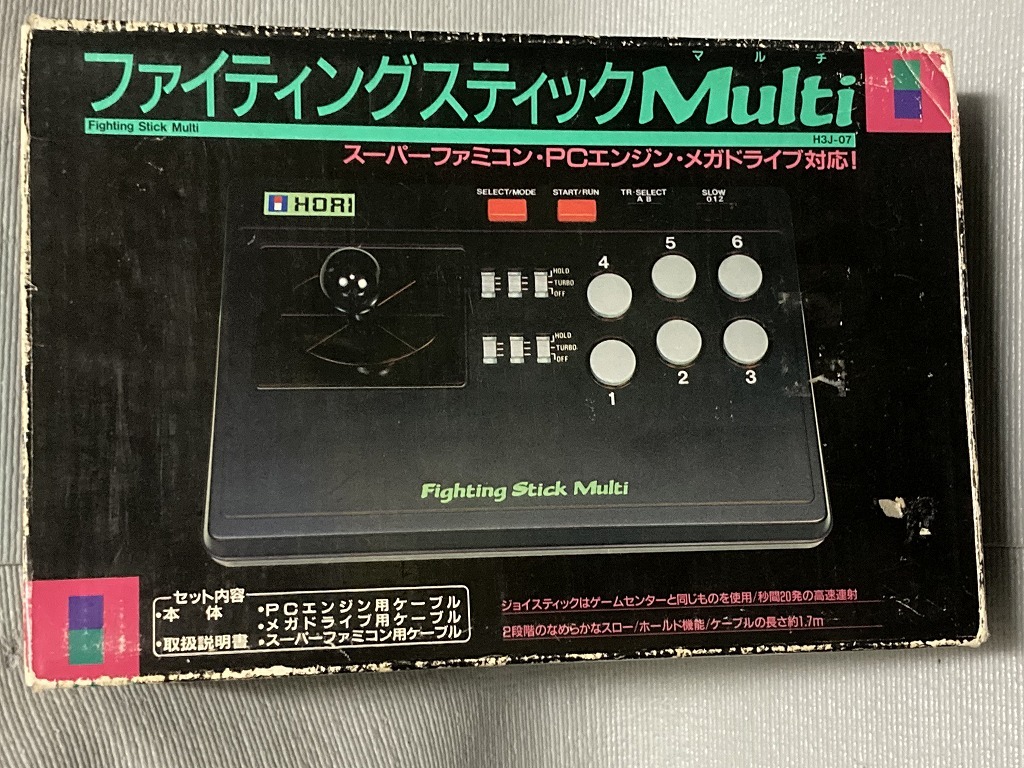 マルチ
ファイティングスティックMulti
Fighting Stick Multi
H3J-07
スーパーファミコン・PCエンジン・メガドライブ対応!
HORI
SELECT/MODE
START/RUN
TR·SELECT
A B
SLOW
0 1 2
HOLD
TURBO
OFF
HOLD
TURBO
OFF
4
5
6
1
2
3
Fighting Stick Multi
セット内容
・本体
・取扱説明書
・PCエンジン用ケーブル
・メガドライブ用ケーブル
・スーパーファミコン用ケーブル
ジョイスティックはゲームセンターと同じものを使用/秒間20発の高速連射
2段階のなめらかなスロー/ホールド機能/ケーブルの長さ約1.7m